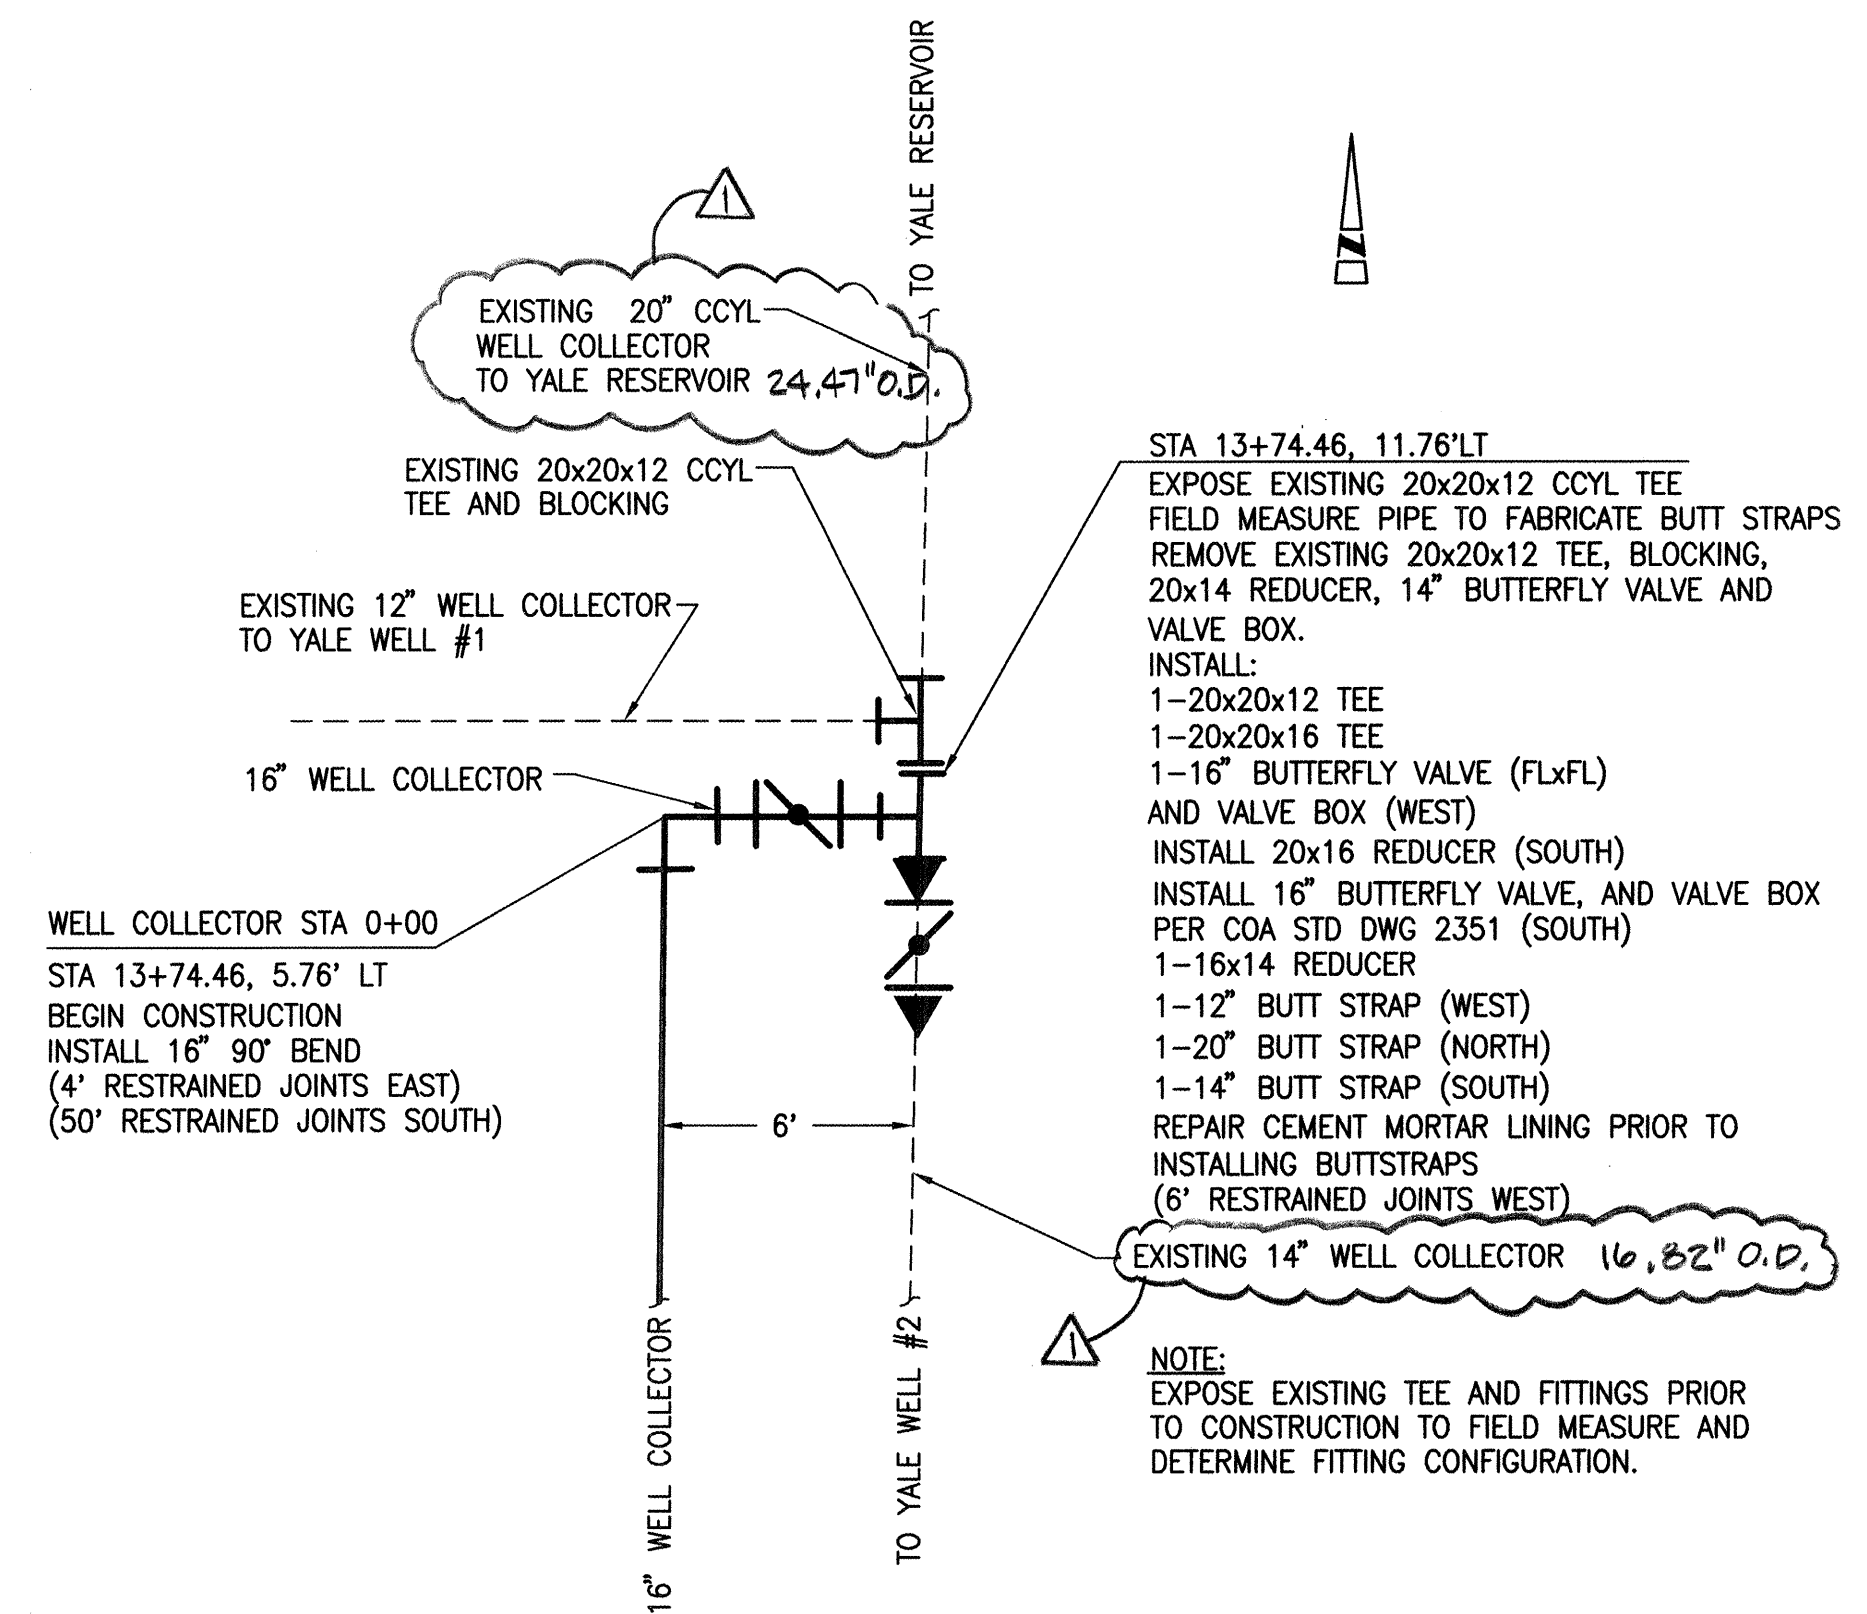 TO YALE RESERVOIR
1
EXISTING 20" CCYL
WELL COLLECTOR
TO YALE RESERVOIR 24.47" O.D.
EXISTING 20x20x12 CCYL
TEE AND BLOCKING
EXISTING 12" WELL COLLECTOR
TO YALE WELL #1
16" WELL COLLECTOR
WELL COLLECTOR STA 0+00
STA 13+74.46, 5.76' LT
BEGIN CONSTRUCTION
INSTALL 16" 90° BEND
(4' RESTRAINED JOINTS EAST)
(50' RESTRAINED JOINTS SOUTH)
6'
16" WELL COLLECTOR
TO YALE WELL #2
N
STA 13+74.46, 11.76'LT
EXPOSE EXISTING 20x20x12 CCYL TEE
FIELD MEASURE PIPE TO FABRICATE BUTT STRAPS
REMOVE EXISTING 20x20x12 TEE, BLOCKING,
20x14 REDUCER, 14" BUTTERFLY VALVE AND
VALVE BOX.
INSTALL:
1-20x20x12 TEE
1-20x20x16 TEE
1-16" BUTTERFLY VALVE (FLxFL)
AND VALVE BOX (WEST)
INSTALL 20x16 REDUCER (SOUTH)
INSTALL 16" BUTTERFLY VALVE, AND VALVE BOX
PER COA STD DWG 2351 (SOUTH)
1-16x14 REDUCER
1-12" BUTT STRAP (WEST)
1-20" BUTT STRAP (NORTH)
1-14" BUTT STRAP (SOUTH)
REPAIR CEMENT MORTAR LINING PRIOR TO
INSTALLING BUTTSTRAPS
(6' RESTRAINED JOINTS WEST)
EXISTING 14" WELL COLLECTOR 16.82" O.D.
1
NOTE:
EXPOSE EXISTING TEE AND FITTINGS PRIOR
TO CONSTRUCTION TO FIELD MEASURE AND
DETERMINE FITTING CONFIGURATION.